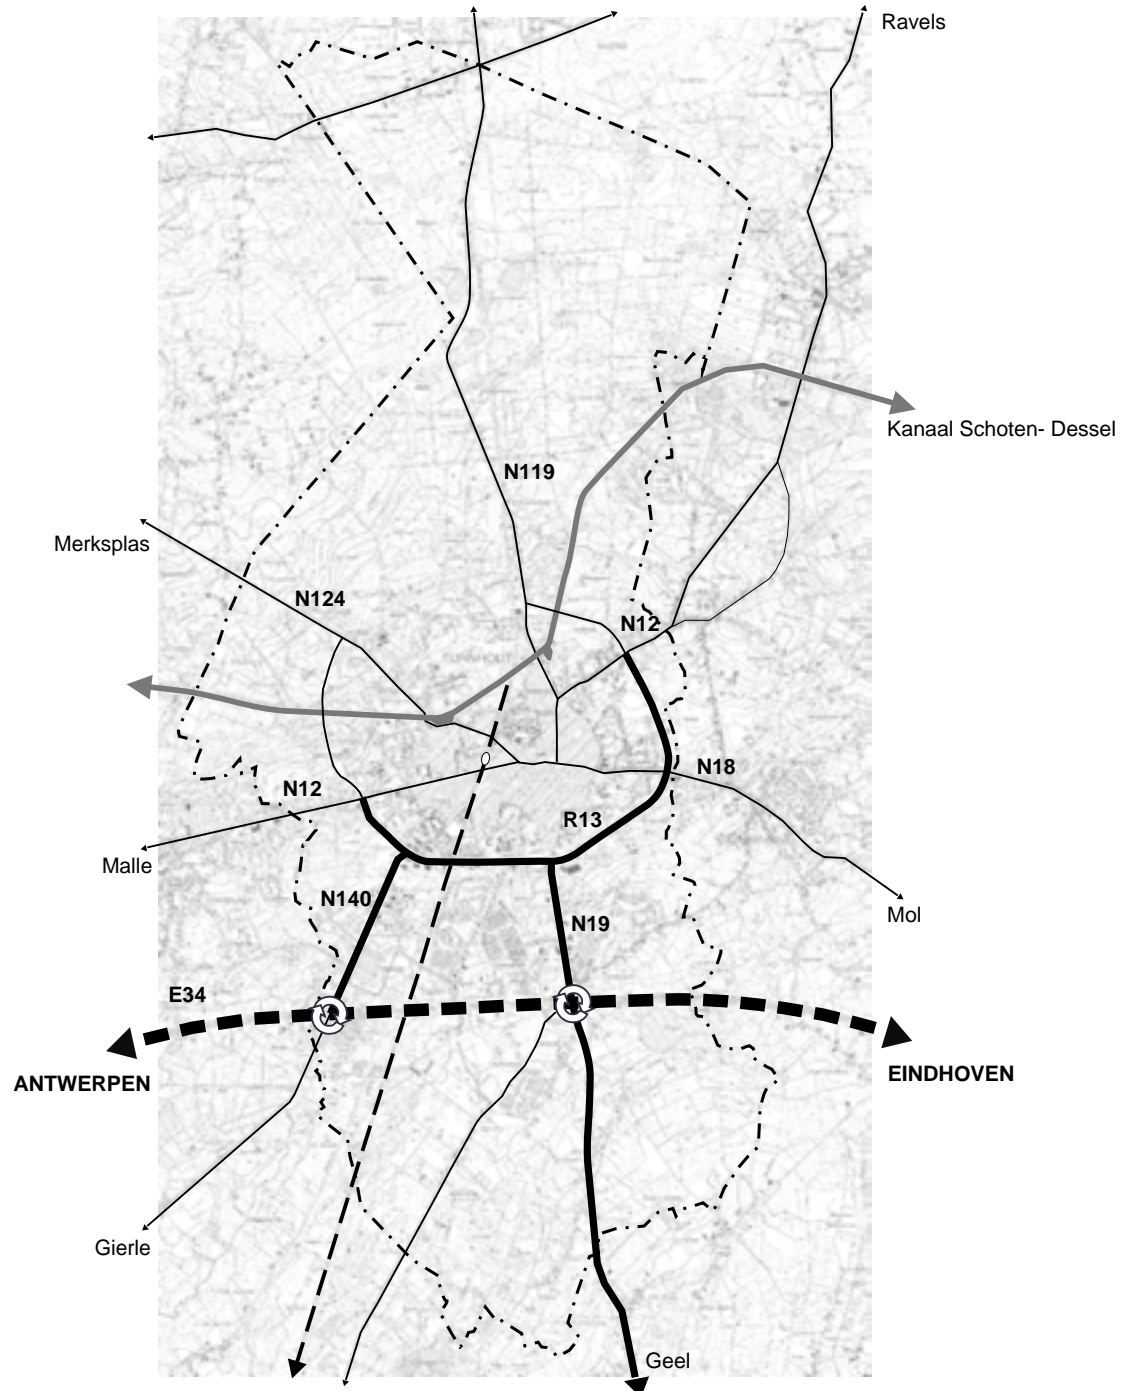 Ravels
Kanaal Schoten- Dessel
N119
Merksplas
N124
N12
N18
N12
R13
Malle
N140
Mol
N19
E34
ANTWERPEN
EINDHOVEN
Gierle
Geel